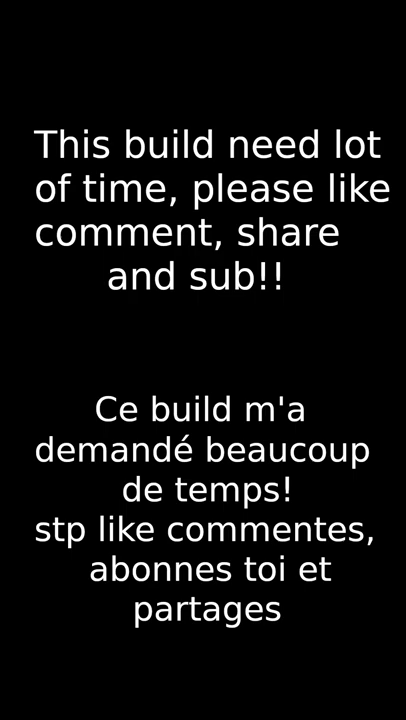 This build need lot
of time, please like
comment, share
and sub!!
Ce build m'a
demandé beaucoup
de temps!
stp like commentes,
abonnes toi et
partages